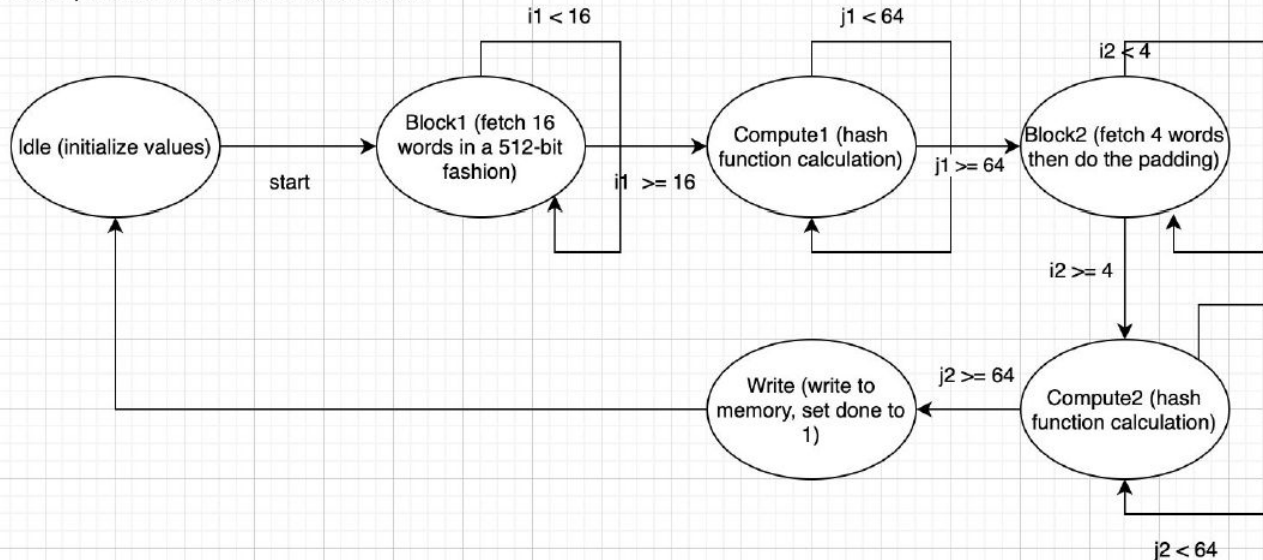 i1 < 16
j1 < 64
i2 < 4
Idle (initialize values)
start
Block1 (fetch 16
words in a 512-bit
fashion)
i1 >= 16
Compute1 (hash
function calculation)
j1 >= 64
Block2 (fetch 4 words
then do the padding)
i2 >= 4
Write (write to
memory, set done to
1)
j2 >= 64
Compute2 (hash
function calculation)
j2 < 64